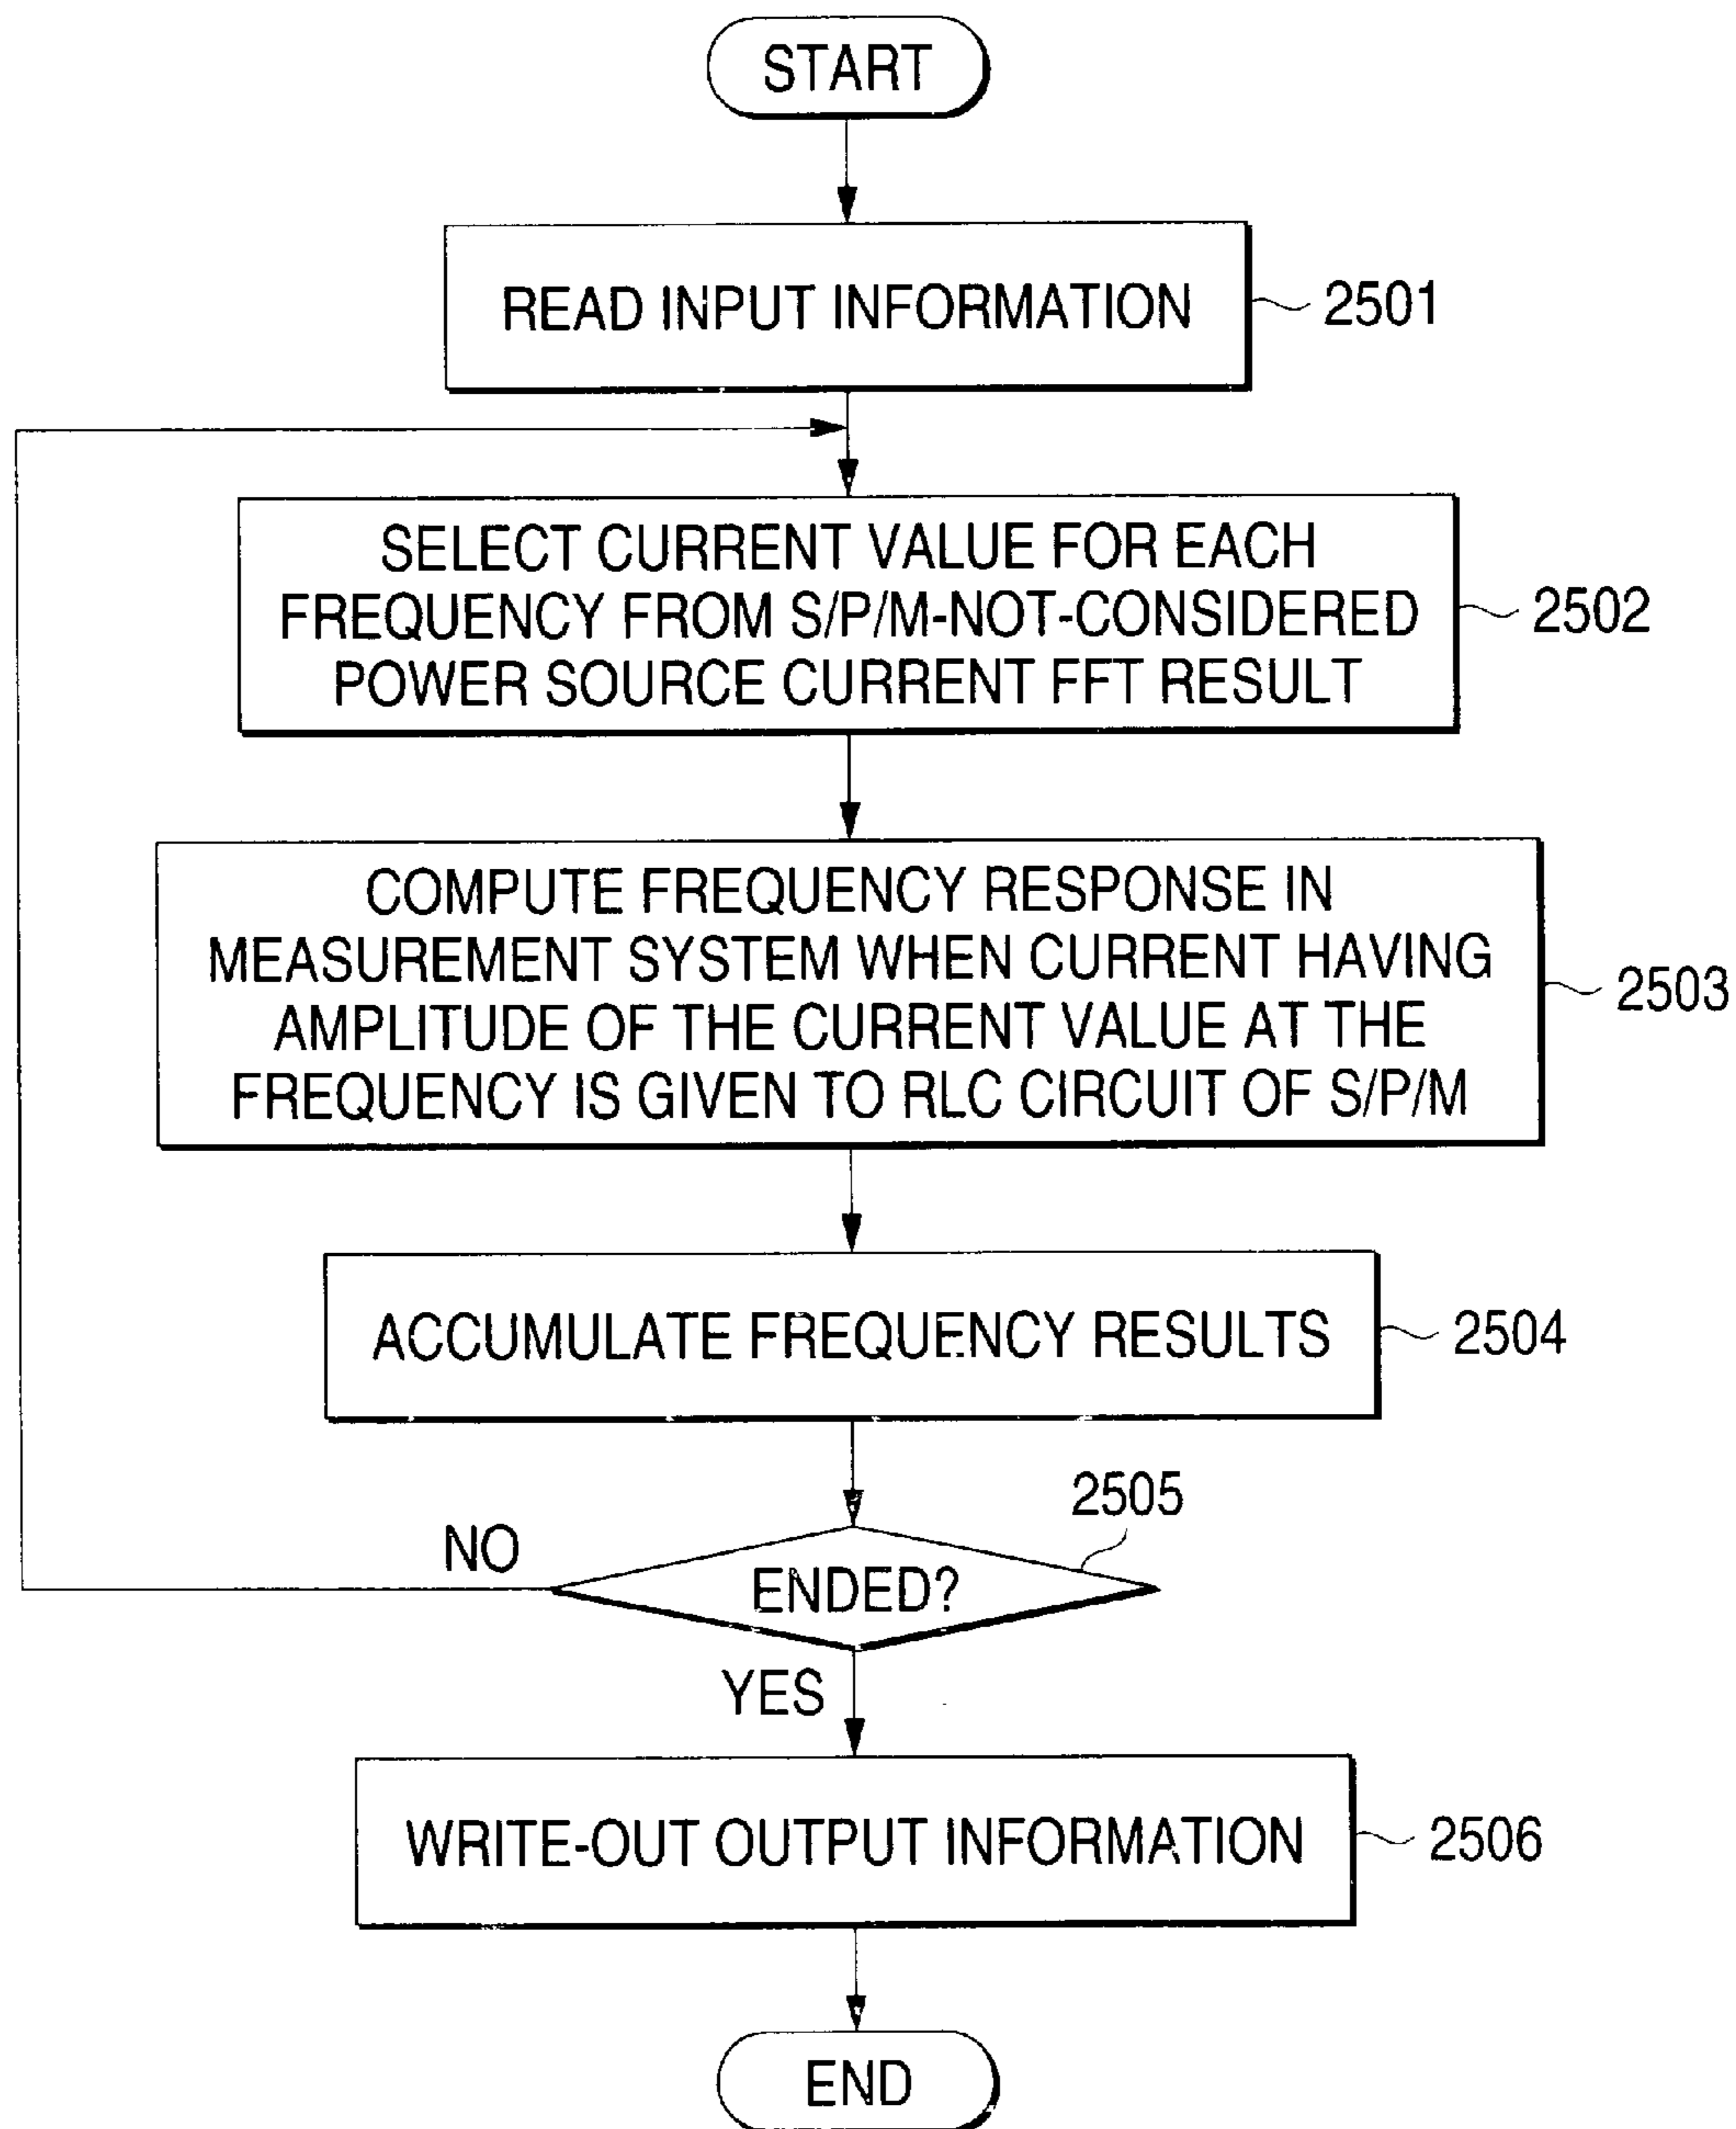 START
READ INPUT INFORMATION
2501
SELECT CURRENT VALUE FOR EACH
FREQUENCY FROM S/P/M-NOT-CONSIDERED
POWER SOURCE CURRENT FFT RESULT
2502
COMPUTE FREQUENCY RESPONSE IN
MEASUREMENT SYSTEM WHEN CURRENT HAVING
AMPLITUDE OF THE CURRENT VALUE AT THE
FREQUENCY IS GIVEN TO RLC CIRCUIT OF S/P/M
2503
ACCUMULATE FREQUENCY RESULTS
2504
2505
NO
ENDED?
YES
WRITE-OUT OUTPUT INFORMATION
2506
END